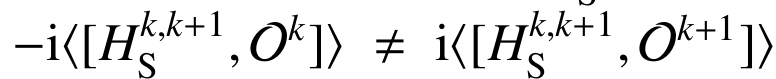 −i⟨[H_S^{k,k+1}, 𝒪^k]⟩ ≠ i⟨[H_S^{k,k+1}, 𝒪^{k+1}]⟩